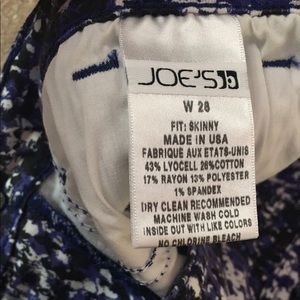 JOE'S
W 28
FIT: SKINNY
MADE IN USA
FABRIQUE AUX ETATS-UNIS
43% LYOCELL 26%COTTON
17% RAYON 13% POLYESTER
1% SPANDEX
DRY CLEAN RECOMMENDED
MACHINE WASH COLD
INSIDE OUT WITH LIKE COLORS
NO CHLORINE BLEACH